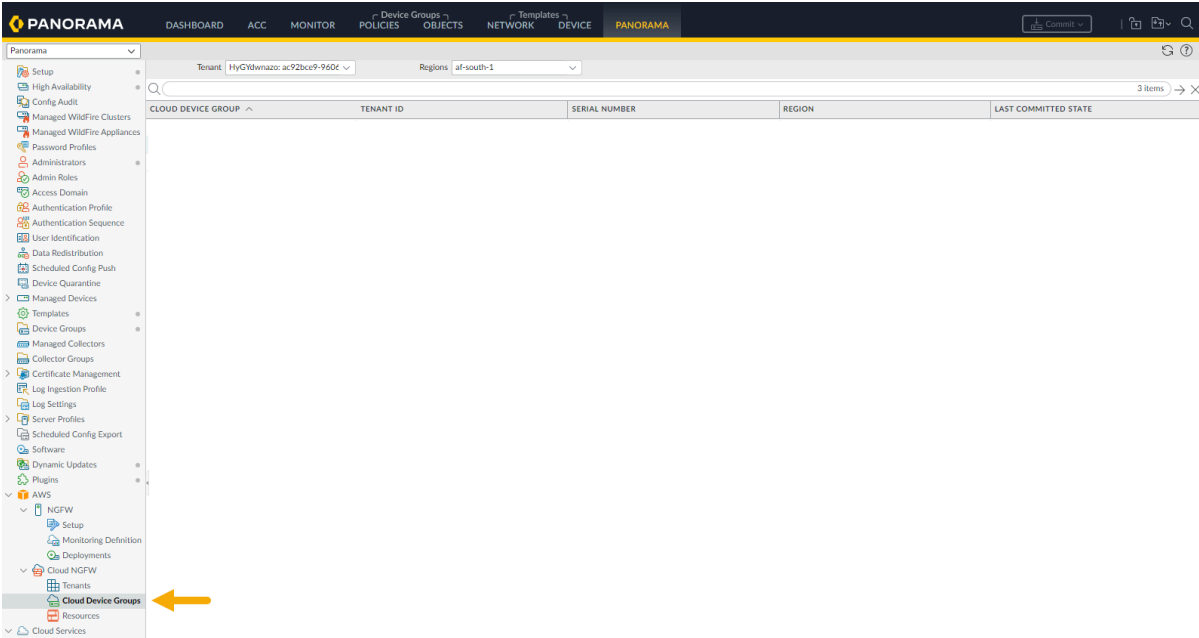 PANORAMA
Device Groups
Templates
DASHBOARD ACC MONITOR POLICIES OBJECTS NETWORK DEVICE PANORAMA
Commit
Panorama
Tenant HyGYdwnazo: ac92bce9-9606
Regions af-south-1
3 items
CLOUD DEVICE GROUP TENANT ID SERIAL NUMBER REGION LAST COMMITTED STATE
Setup
High Availability
Config Audit
Managed WildFire Clusters
Managed WildFire Appliances
Password Profiles
Administrators
Admin Roles
Access Domain
Authentication Profile
Authentication Sequence
User Identification
Data Redistribution
Scheduled Config Push
Device Quarantine
Managed Devices
Templates
Device Groups
Managed Collectors
Collector Groups
Certificate Management
Log Ingestion Profile
Log Settings
Server Profiles
Scheduled Config Export
Software
Dynamic Updates
Plugins
AWS
NGFW
Setup
Monitoring Definition
Deployments
Cloud NGFW
Tenants
Cloud Device Groups
Resources
Cloud Services